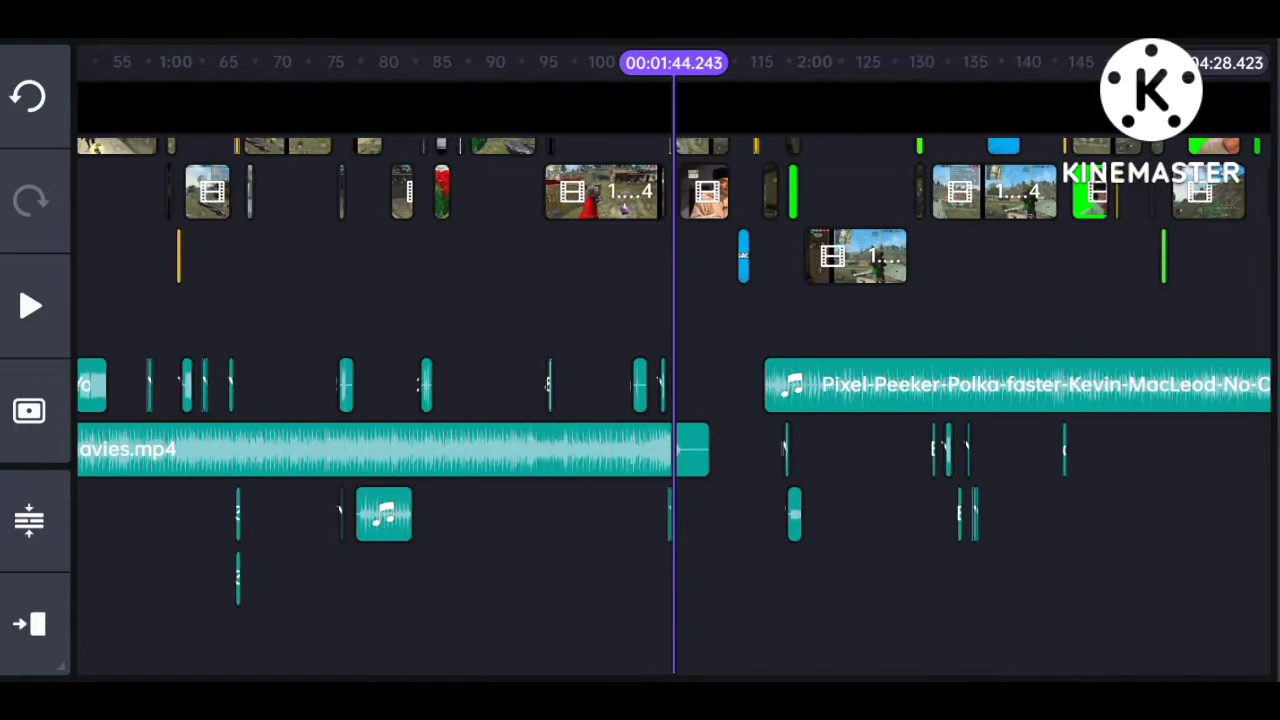 55 1:00 65 70 75 80 85 90 95 100 00:01:44.243 115 2:00 125 130 135 140 145 04:28.423
KINEMASTER
1....4 1....4
1....
Pixel-Peeker-Polka-faster-Kevin-MacLeod-No-C
avies.mp4